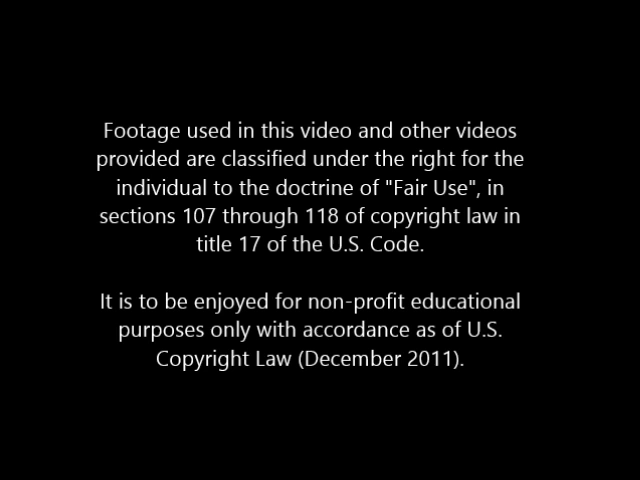 Footage used in this video and other videos
provided are classified under the right for the
individual to the doctrine of "Fair Use", in
sections 107 through 118 of copyright law in
title 17 of the U.S. Code.
It is to be enjoyed for non-profit educational
purposes only with accordance as of U.S.
Copyright Law (December 2011).